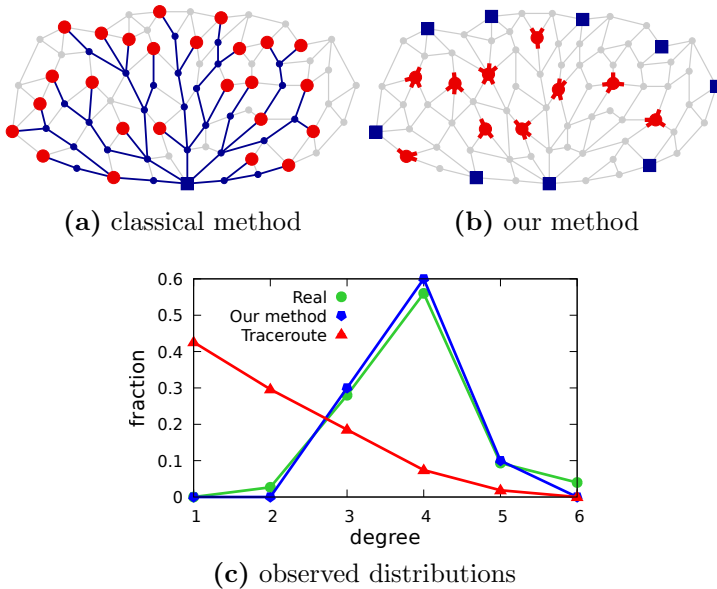 (a) classical method
(b) our method
0.6
0.5
0.4
0.3
0.2
0.1
0
fraction
Real
Our method
Traceroute
1 2 3 4 5 6
degree
(c) observed distributions